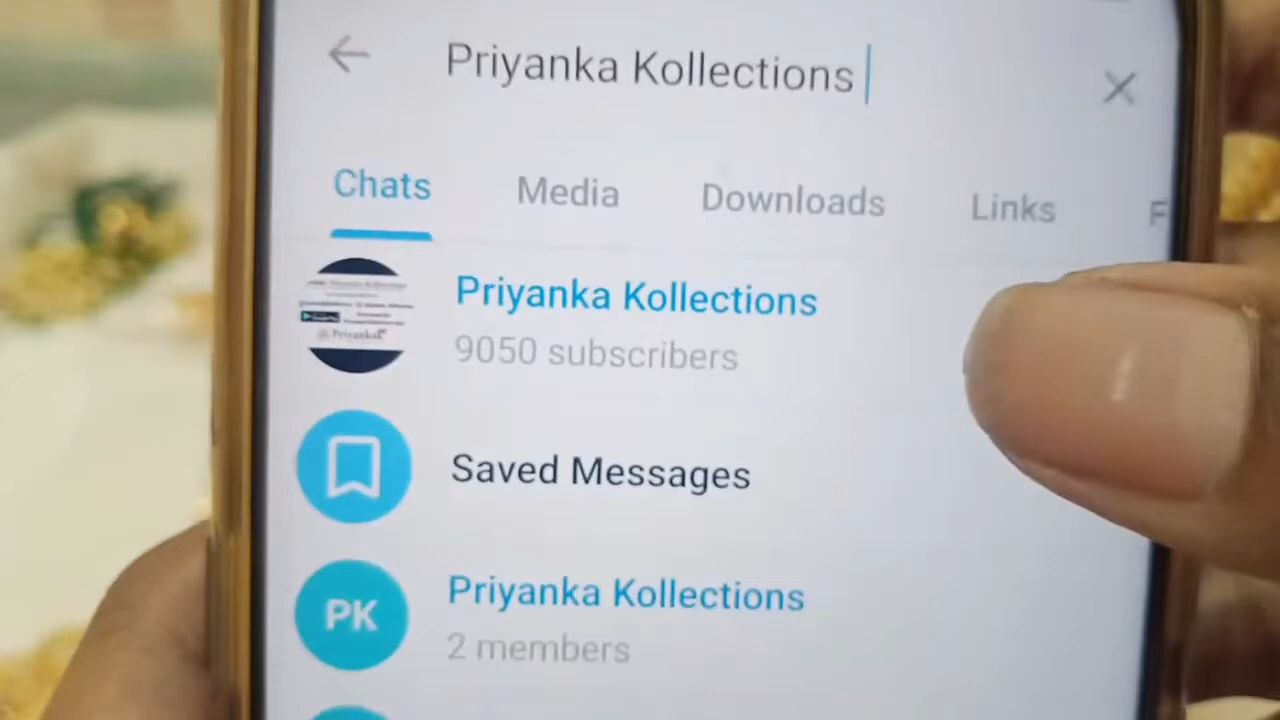 Priyanka Kollections
Chats Media Downloads Links F
Priyanka Kollections
9050 subscribers
Saved Messages
PK
Priyanka Kollections
2 members